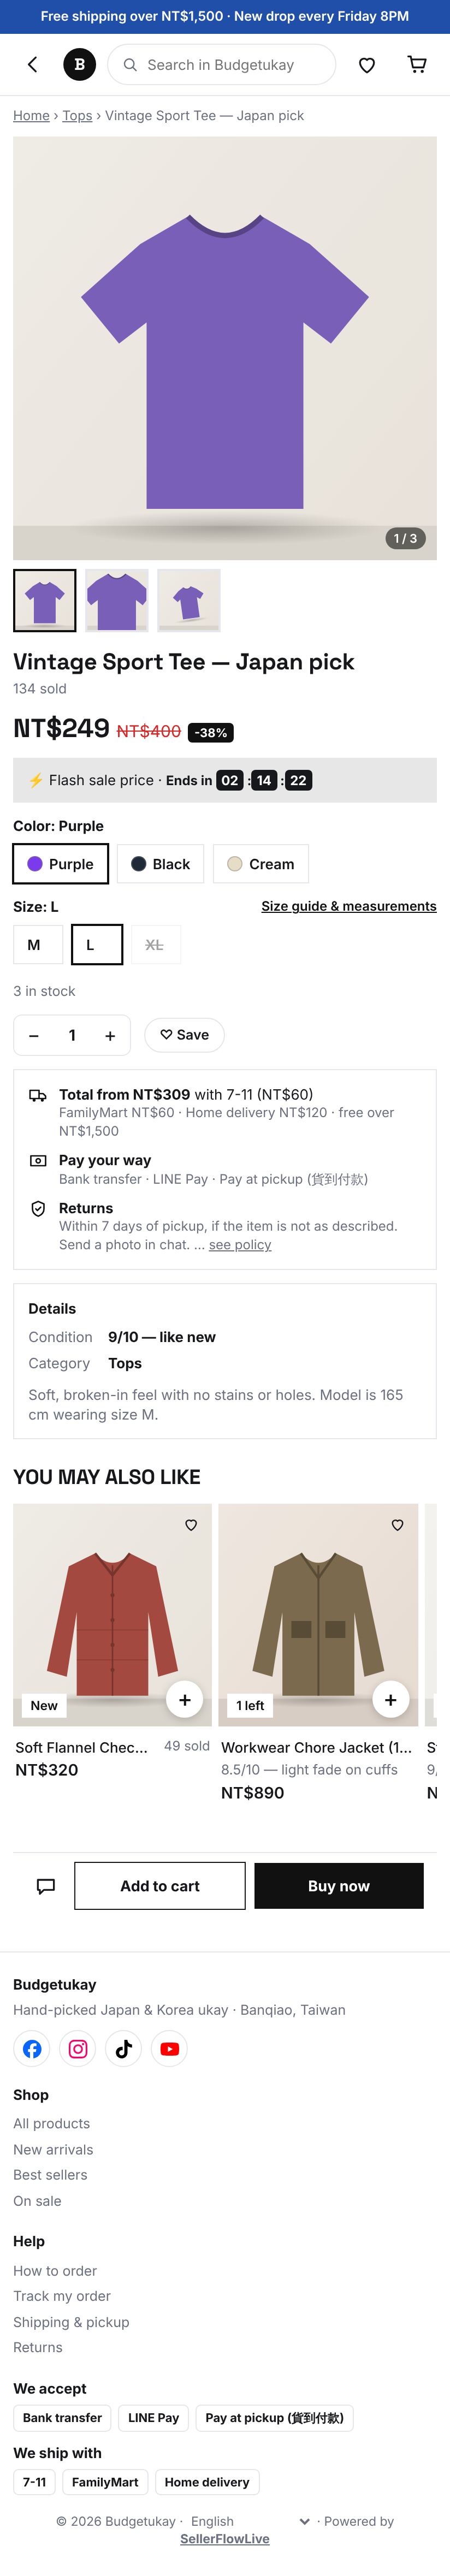 Free shipping over NT$1,500 · New drop every Friday 8PM
B
Search in Budgetukay
Home › Tops › Vintage Sport Tee — Japan pick
1 / 3
Vintage Sport Tee — Japan pick
134 sold
NT$249 NT$400 -38%
⚡ Flash sale price · Ends in 02 : 14 : 22
Color: Purple
Purple Black Cream
Size: L Size guide & measurements
M L XL
3 in stock
− 1 + ♡ Save
Total from NT$309 with 7-11 (NT$60)
FamilyMart NT$60 · Home delivery NT$120 · free over
NT$1,500
Pay your way
Bank transfer · LINE Pay · Pay at pickup (貨到付款)
Returns
Within 7 days of pickup, if the item is not as described.
Send a photo in chat. ... see policy
Details
Condition 9/10 — like new
Category Tops
Soft, broken-in feel with no stains or holes. Model is 165
cm wearing size M.
YOU MAY ALSO LIKE
New + 1 left +
Soft Flannel Chec... 49 sold Workwear Chore Jacket (1...
NT$320 8.5/10 — light fade on cuffs 9/
NT$890 N
Add to cart Buy now
Budgetukay
Hand-picked Japan & Korea ukay · Banqiao, Taiwan
Shop
All products
New arrivals
Best sellers
On sale
Help
How to order
Track my order
Shipping & pickup
Returns
We accept
Bank transfer LINE Pay Pay at pickup (貨到付款)
We ship with
7-11 FamilyMart Home delivery
© 2026 Budgetukay · English · Powered by
SellerFlowLive